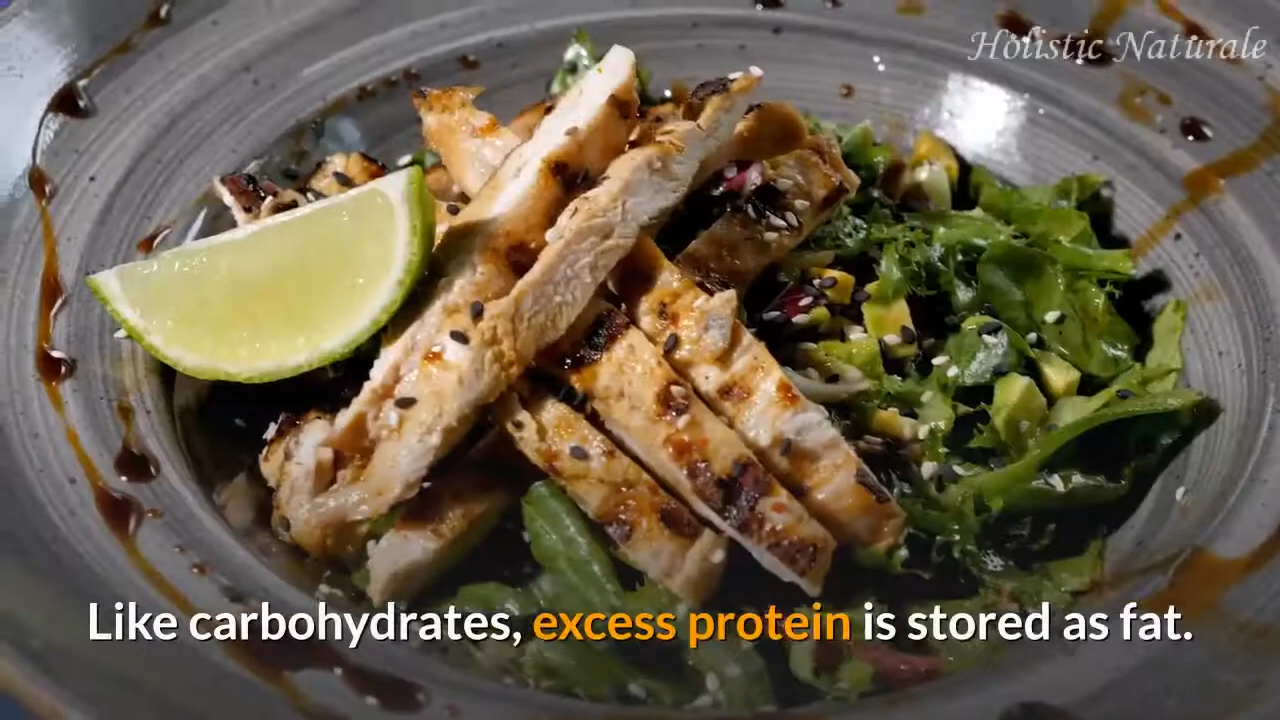 Holistic Naturale
Like carbohydrates, excess protein is stored as fat.